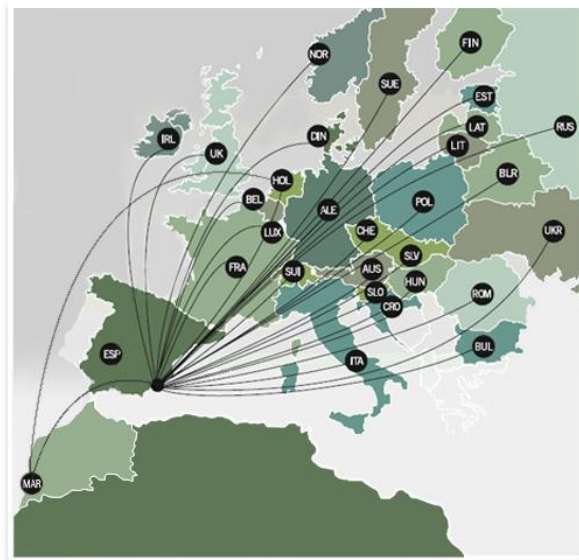 NOR
FIN
SUE
EST
IRL
DIN
LAT
RUS
UK
LIT
HOL
BLR
BEL
ALE
POL
LUX
CHE
UKR
FRA
SUI
AUS
SLV
HUN
SLO
ROM
CRO
ESP
ITA
BUL
MAR